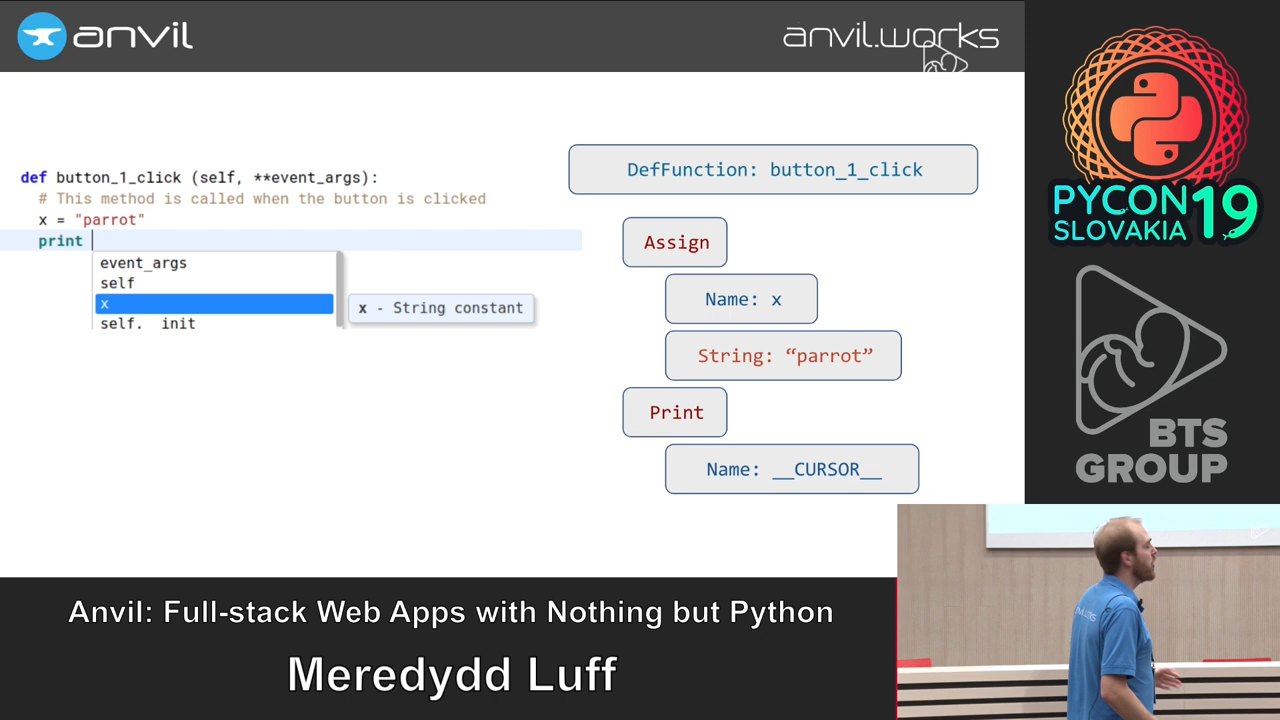 anvil
anvil.works
def button_1_click (self, **event_args):
# This method is called when the button is clicked
x = "parrot"
print
event_args
self
x
self.__init
x - String constant
DefFunction: button_1_click
Assign
Name: x
String: “parrot”
Print
Name: __CURSOR__
PYCON 19
SLOVAKIA
BTS
GROUP
Anvil: Full-stack Web Apps with Nothing but Python
Meredydd Luff